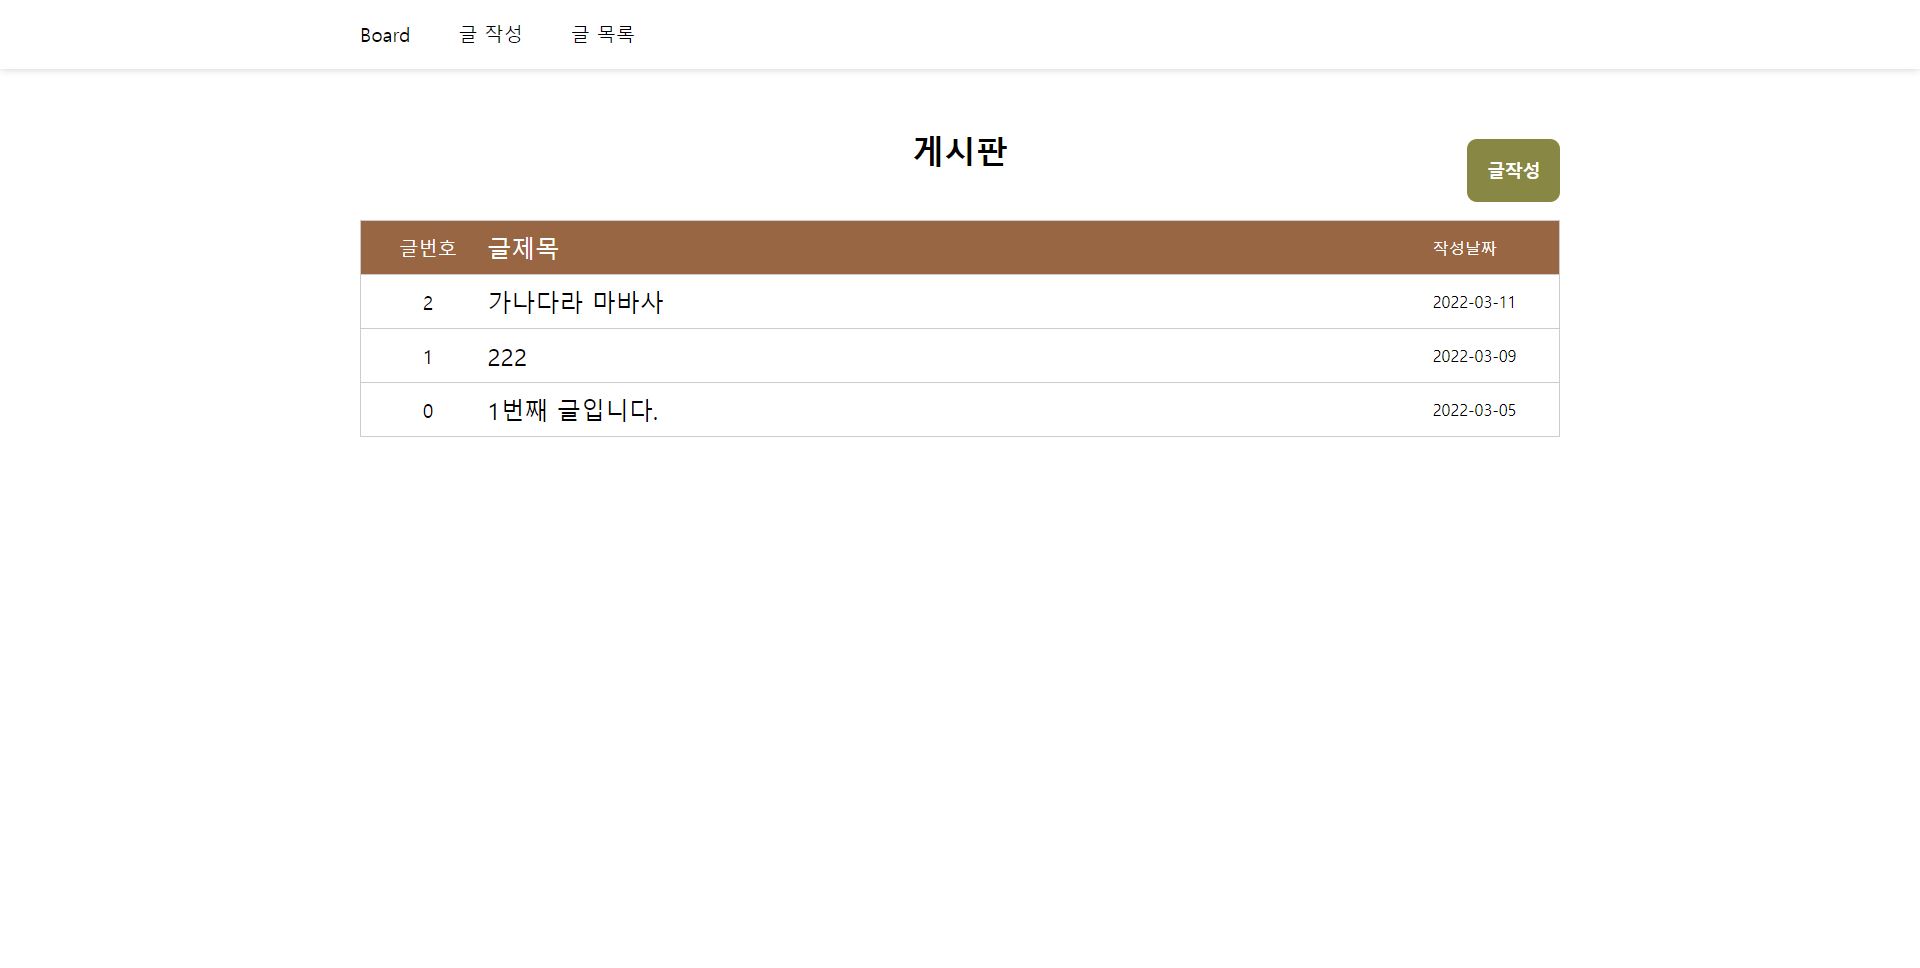 Board 글 작성 글 목록
게시판
글작성
글번호 글제목 작성날짜
2 가나다라 마바사 2022-03-11
1 222 2022-03-09
0 1번째 글입니다. 2022-03-05